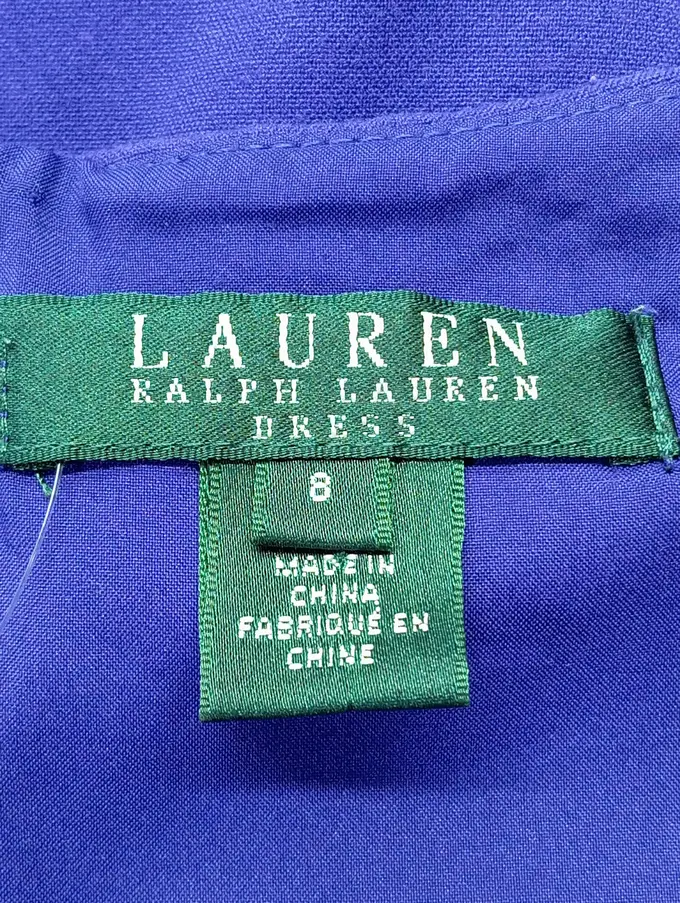 LAUREN
RALPH LAUREN
DRESS
8
MADE IN
CHINA
FABRIQUÉ EN
CHINE